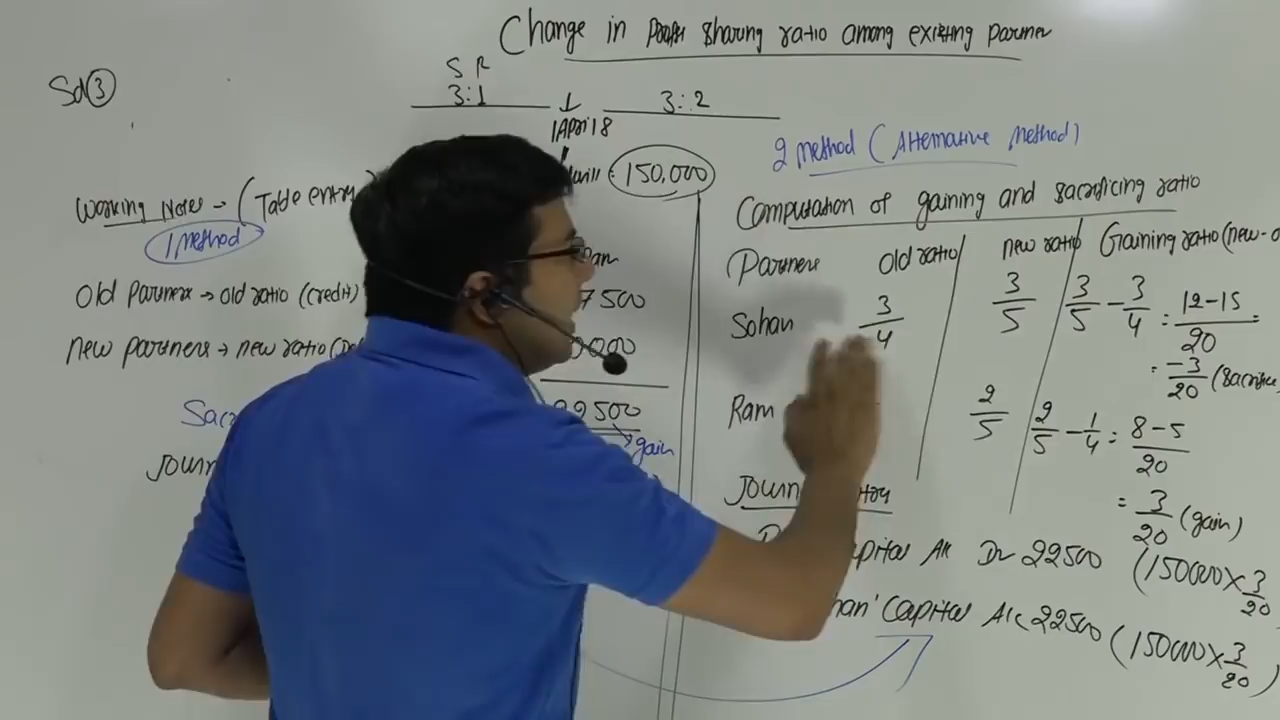 Change in Profit sharing ratio among existing partner
Sol ③
S R
3:1
3:2
1 April 8
150,000
Working Notes → (Table entry
1 Method
Old Partners → Old ratio (Credit)
7500
New partners → new ratio
000
22500
gain
2 Method (Alternative Method)
Computation of gaining and sacrificing ratio
Partners Old ratio new ratio Gaining ratio (new-o
Sohan 3/4 3/5 3/5 - 3/4 = 12-15/20 =
= -3/20 (Sacrifice
Ram 2/5 2/5 - 1/4 = 8-5/20
= 3/20 (gain)
Capital A/c Dr 22500 (150000 x 3/20
han' Capital A/c 22500 (150000 x 3/20)